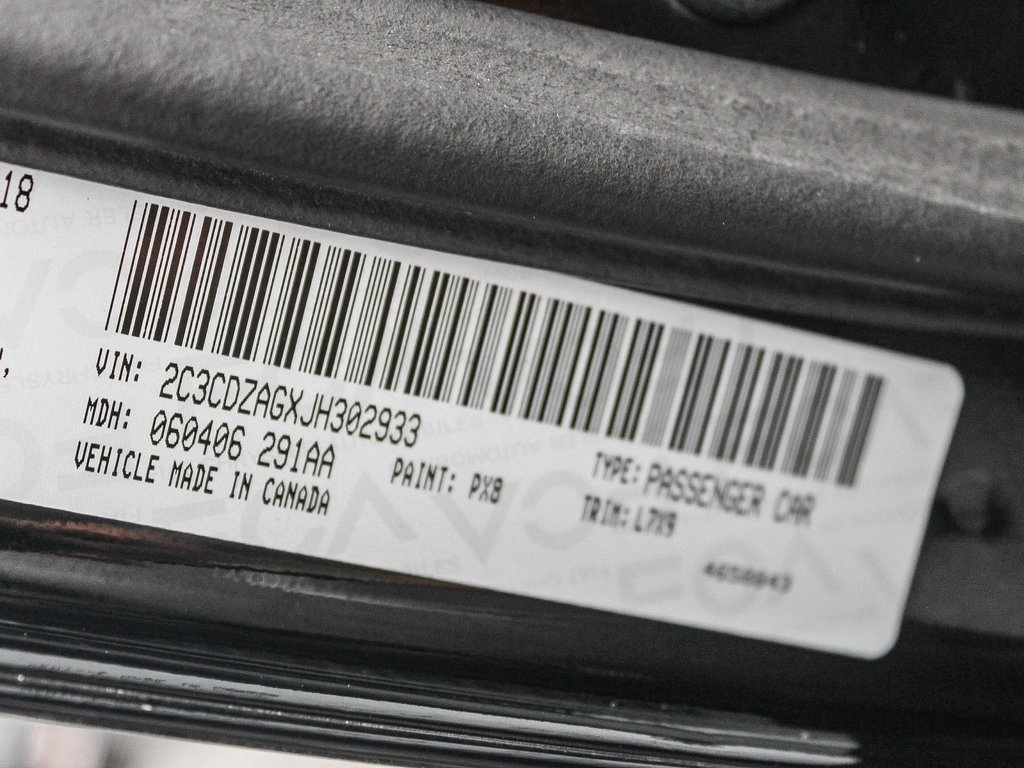 18
VIN: 2C3CDZAGXJH302933
MDH: 060406 291AA
PAINT: PX8
TYPE: PASSENGER CAR
VEHICLE MADE IN CANADA
TRIM: L7X9